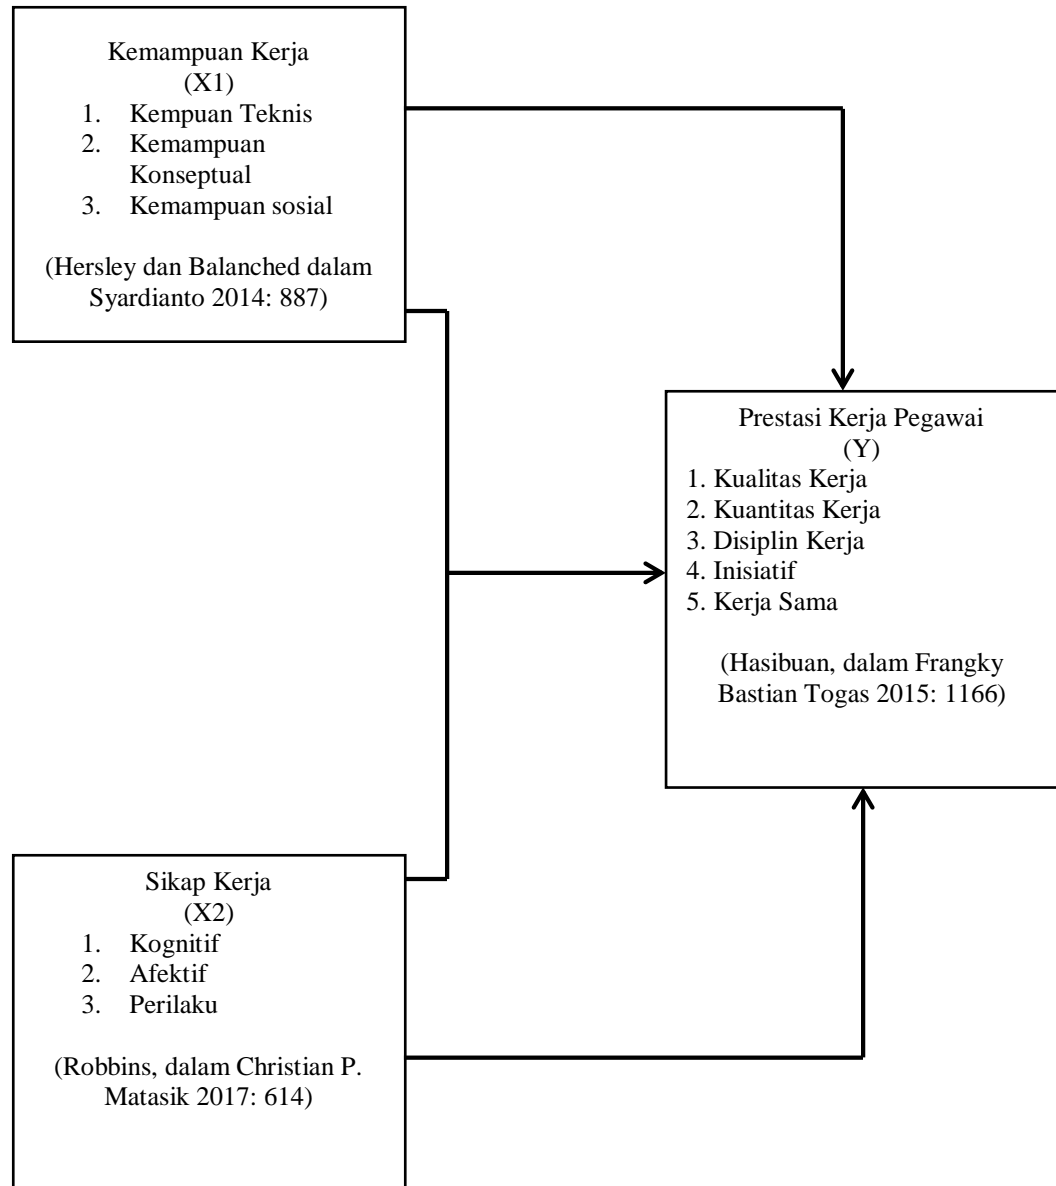 Kemampuan Kerja
(X1)
1. Kempuan Teknis
2. Kemampuan
Konseptual
3. Kemampuan sosial
(Hersley dan Balanched dalam
Syardianto 2014: 887)
Prestasi Kerja Pegawai
(Y)
1. Kualitas Kerja
2. Kuantitas Kerja
3. Disiplin Kerja
4. Inisiatif
5. Kerja Sama
(Hasibuan, dalam Frangky
Bastian Togas 2015: 1166)
Sikap Kerja
(X2)
1. Kognitif
2. Afektif
3. Perilaku
(Robbins, dalam Christian P.
Matasik 2017: 614)